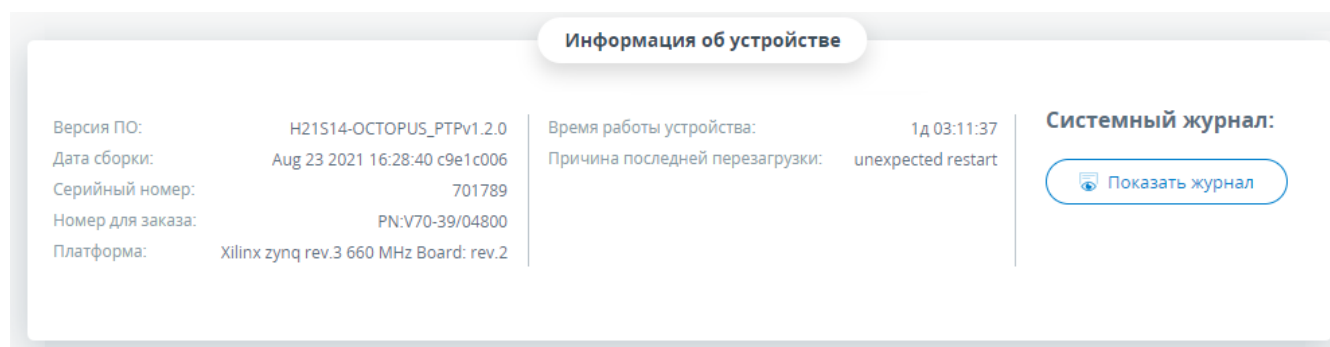 Информация об устройстве
Версия ПО: H21S14-OCTOPUS_PTPv1.2.0
Дата сборки: Aug 23 2021 16:28:40 c9e1c006
Серийный номер: 701789
Номер для заказа: PN:V70-39/04800
Платформа: Xilinx zynq rev.3 660 MHz Board: rev.2
Время работы устройства: 1д 03:11:37
Причина последней перезагрузки: unexpected restart
Системный журнал:
Показать журнал